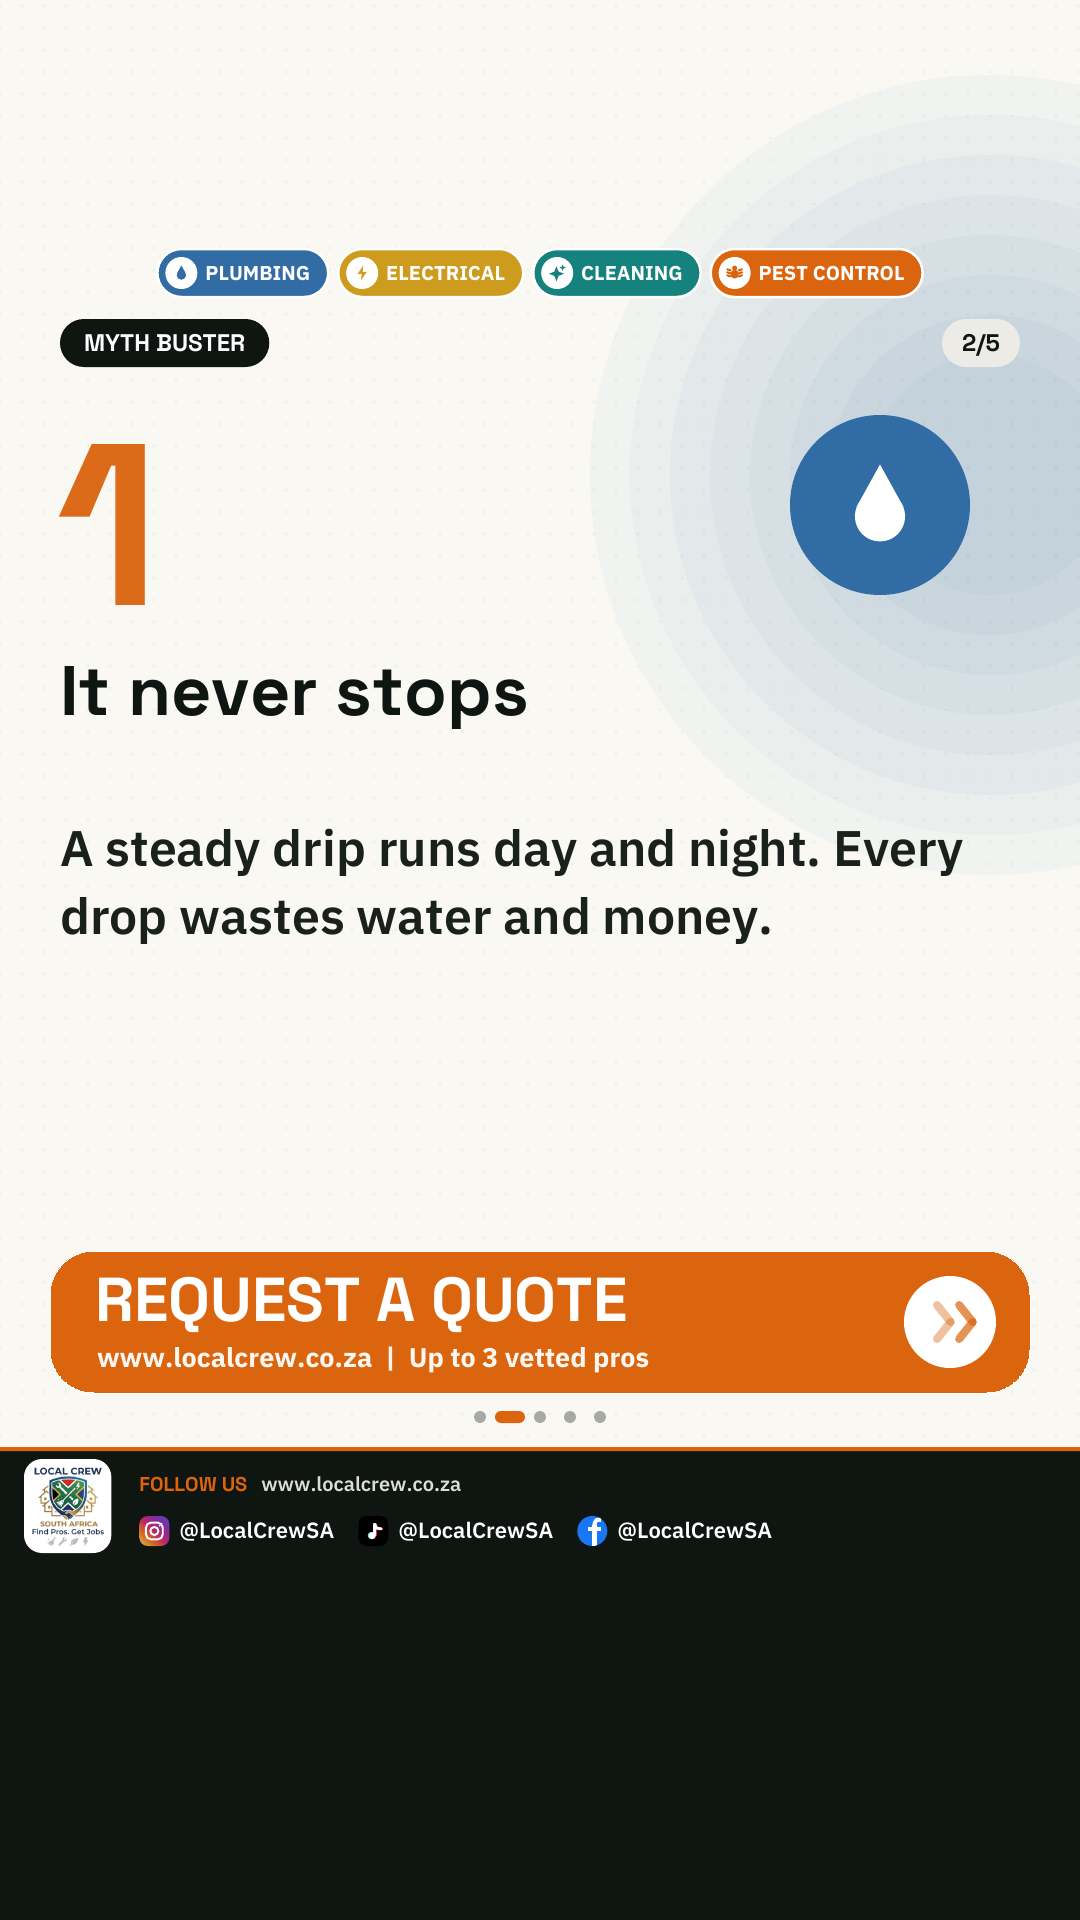 PLUMBING ELECTRICAL CLEANING PEST CONTROL
MYTH BUSTER 2/5
1
It never stops
A steady drip runs day and night. Every
drop wastes water and money.
REQUEST A QUOTE
www.localcrew.co.za | Up to 3 vetted pros
LOCAL CREW
SOUTH AFRICA
Find Pros. Get Jobs
FOLLOW US www.localcrew.co.za
@LocalCrewSA @LocalCrewSA @LocalCrewSA